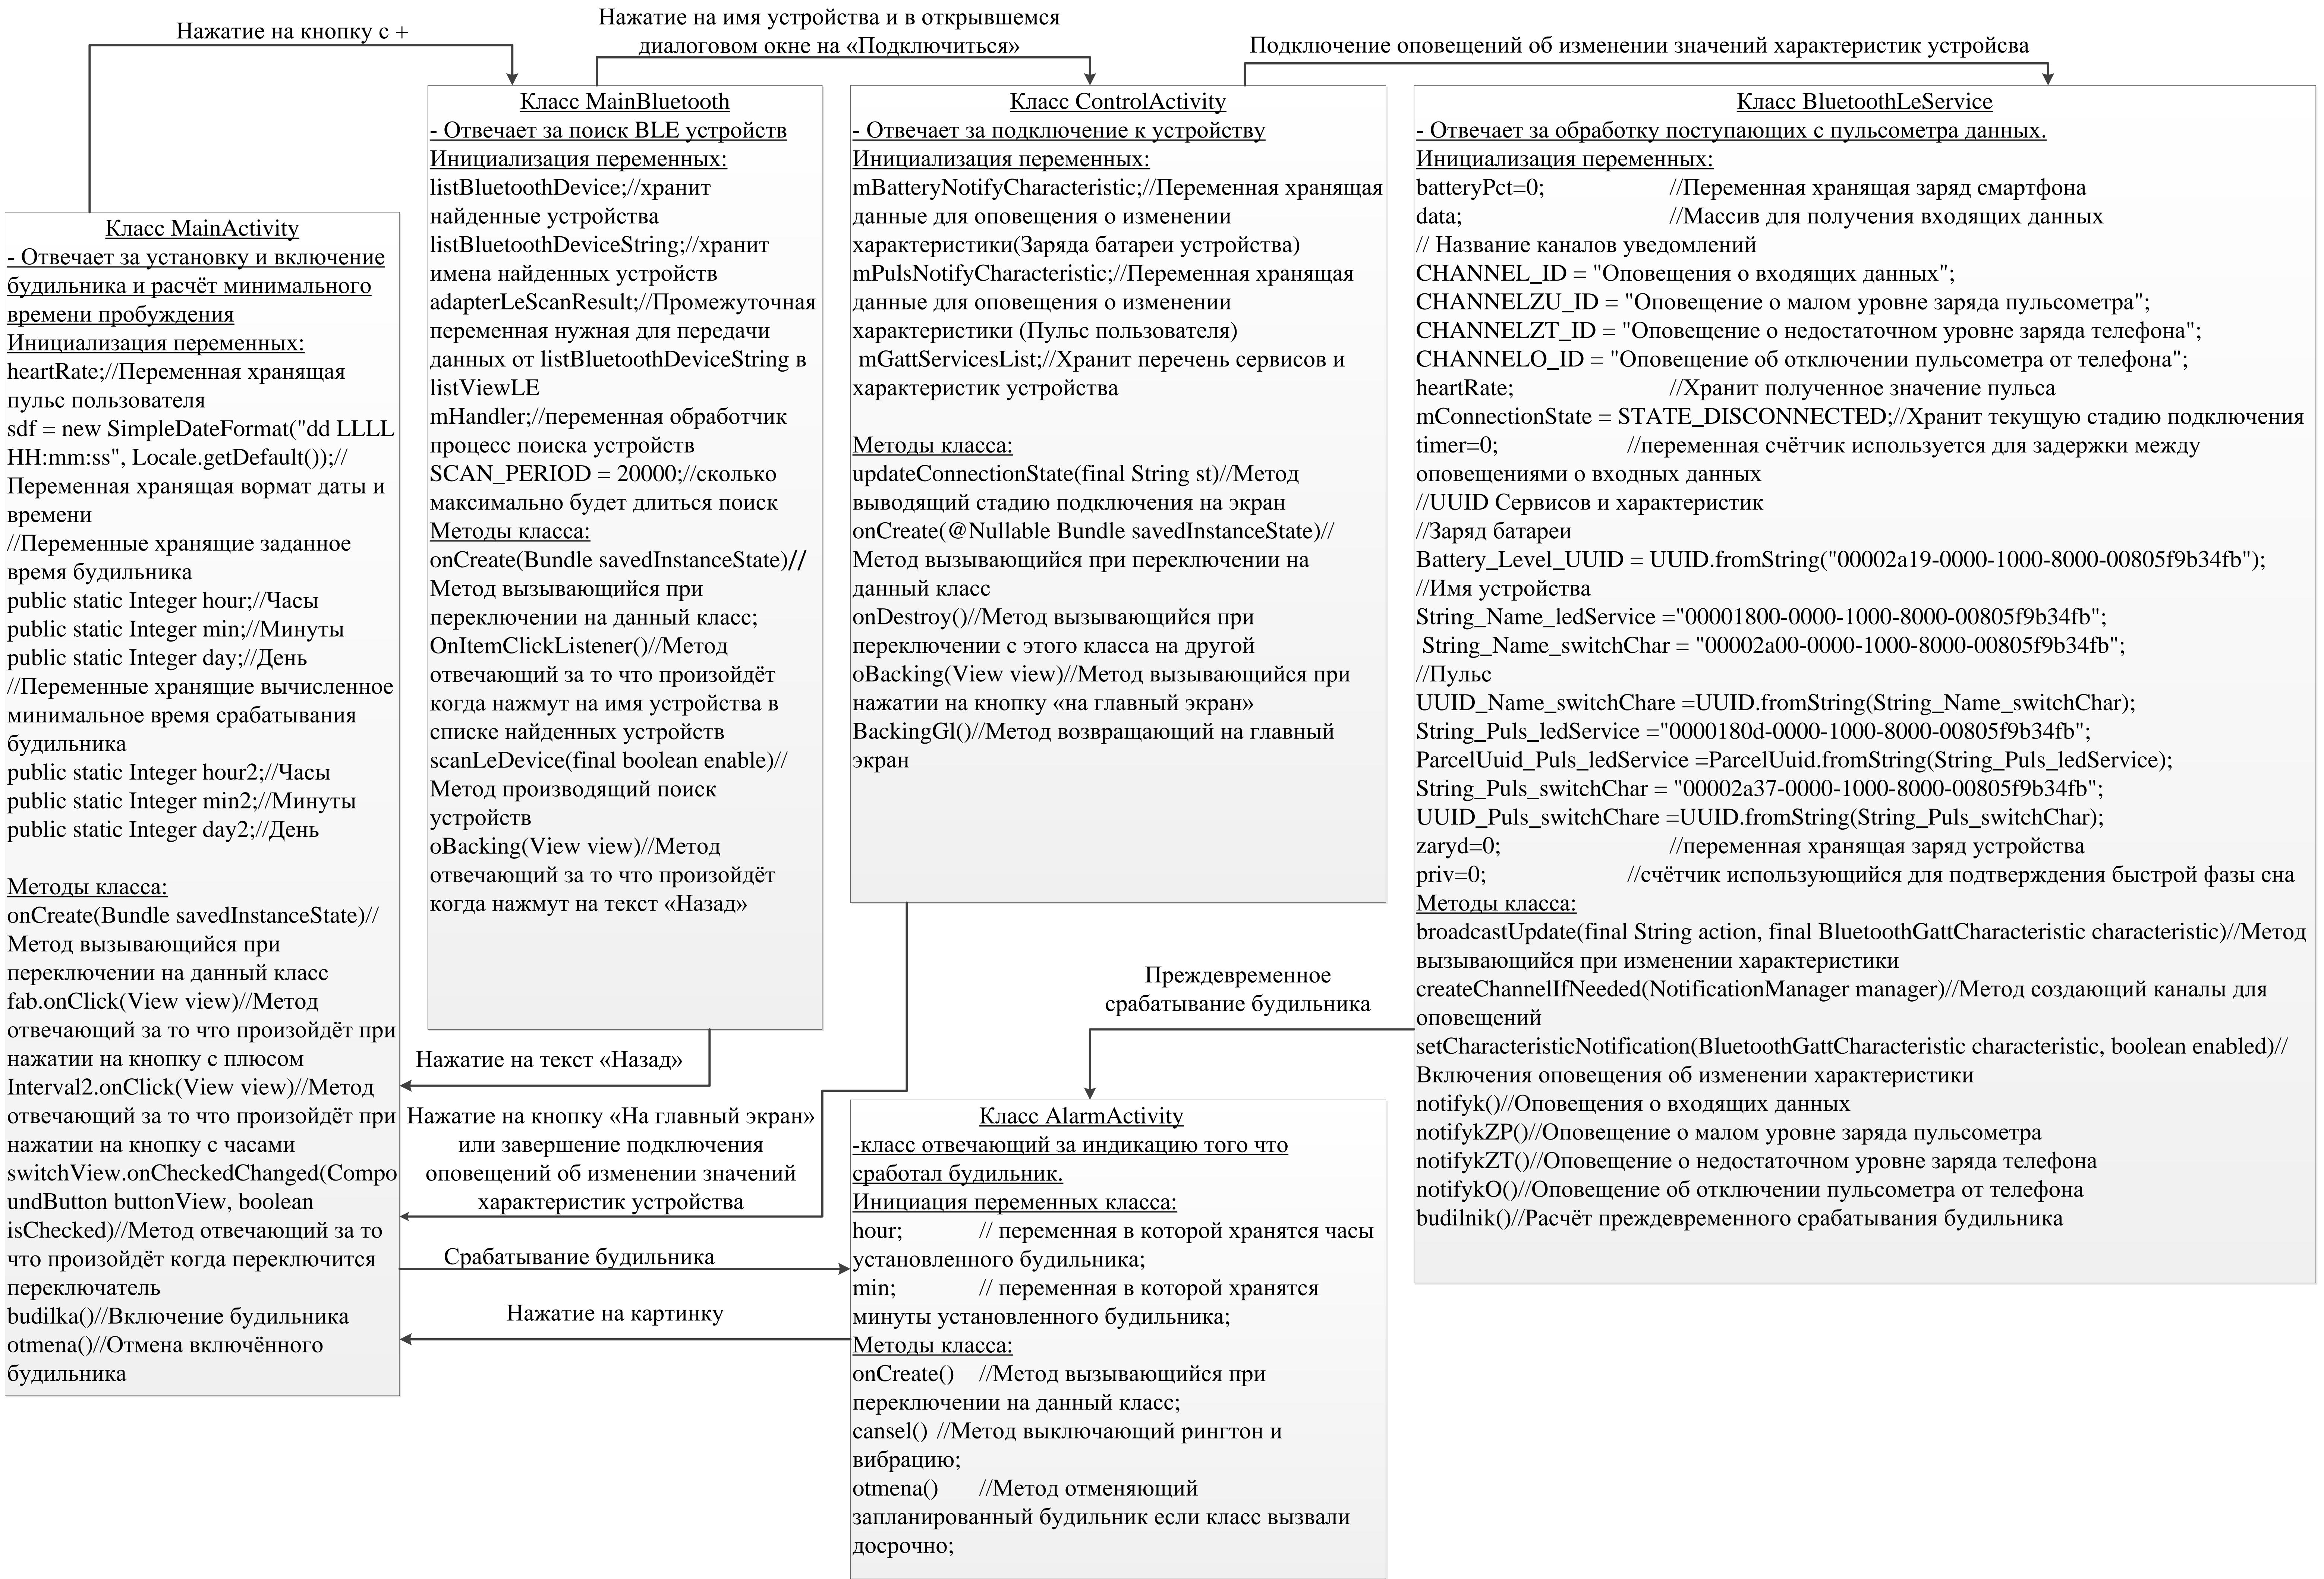 Нажатие на кнопку с +
Нажатие на имя устройства и в открывшемся
диалоговом окне на «Подключиться»
Подключение оповещений об изменении значений характеристик устройсва
Класс MainActivity
- Отвечает за установку и включение
будильника и расчёт минимального
времени пробуждения
Инициализация переменных:
heartRate;//Переменная хранящая
пульс пользователя
sdf = new SimpleDateFormat("dd LLLL
HH:mm:ss", Locale.getDefault());//
Переменная хранящая вормат даты и
времени
//Переменные хранящие заданное
время будильника
public static Integer hour;//Часы
public static Integer min;//Минуты
public static Integer day;//День
//Переменные хранящие вычисленное
минимальное время срабатывания
будильника
public static Integer hour2;//Часы
public static Integer min2;//Минуты
public static Integer day2;//День
Методы класса:
onCreate(Bundle savedInstanceState)//
Метод вызывающийся при
переключении на данный класс
fab.onClick(View view)//Метод
отвечающий за то что произойдёт при
нажатии на кнопку с плюсом
Interval2.onClick(View view)//Метод
отвечающий за то что произойдёт при
нажатии на кнопку с часами
switchView.onCheckedChanged(Compo
undButton buttonView, boolean
isChecked)//Метод отвечающий за то
что произойдёт когда переключится
переключатель
budilka()//Включение будильника
otmena()//Отмена включённого
будильника
Класс MainBluetooth
- Отвечает за поиск BLE устройств
Инициализация переменных:
listBluetoothDevice;//хранит
найденные устройства
listBluetoothDeviceString;//хранит
имена найденных устройств
adapterLeScanResult;//Промежуточная
переменная нужная для передачи
данных от listBluetoothDeviceString в
listViewLE
mHandler;//переменная обработчик
процесс поиска устройств
SCAN_PERIOD = 20000;//сколько
максимально будет длиться поиск
Методы класса:
onCreate(Bundle savedInstanceState)//
Метод вызывающийся при
переключении на данный класс;
OnItemClickListener()//Метод
отвечающий за то что произойдёт
когда нажмут на имя устройства в
списке найденных устройств
scanLeDevice(final boolean enable)//
Метод производящий поиск
устройств
oBacking(View view)//Метод
отвечающий за то что произойдёт
когда нажмут на текст «Назад»
Класс ControlActivity
- Отвечает за подключение к устройству
Инициализация переменных:
mBatteryNotifyCharacteristic;//Переменная хранящая
данные для оповещения о изменении
характеристики(Заряда батареи устройства)
mPulsNotifyCharacteristic;//Переменная хранящая
данные для оповещения о изменении
характеристики (Пульс пользователя)
mGattServicesList;//Хранит перечень сервисов и
характеристик устройства
Методы класса:
updateConnectionState(final String st)//Метод
выводящий стадию подключения на экран
onCreate(@Nullable Bundle savedInstanceState)//
Метод вызывающийся при переключении на
данный класс
onDestroy()//Метод вызывающийся при
переключении с этого класса на другой
oBacking(View view)//Метод вызывающийся при
нажатии на кнопку «на главный экран»
BackingGl()//Метод возвращающий на главный
экран
Класс BluetoothLeService
- Отвечает за обработку поступающих с пульсометра данных.
Инициализация переменных:
batteryPct=0; //Переменная хранящая заряд смартфона
data; //Массив для получения входящих данных
// Название каналов уведомлений
CHANNEL_ID = "Оповещения о входящих данных";
CHANNELZU_ID = "Оповещение о малом уровне заряда пульсометра";
CHANNELZT_ID = "Оповещение о недостаточном уровне заряда телефона";
CHANNELO_ID = "Оповещение об отключении пульсометра от телефона";
heartRate; //Хранит полученное значение пульса
mConnectionState = STATE_DISCONNECTED;//Хранит текущую стадию подключения
timer=0; //переменная счётчик используется для задержки между
оповещениями о входных данных
//UUID Сервисов и характеристик
//Заряд батареи
Battery_Level_UUID = UUID.fromString("00002a19-0000-1000-8000-00805f9b34fb");
//Имя устройства
String_Name_ledService ="00001800-0000-1000-8000-00805f9b34fb";
String_Name_switchChar = "00002a00-0000-1000-8000-00805f9b34fb";
//Пульс
UUID_Name_switchChare =UUID.fromString(String_Name_switchChar);
String_Puls_ledService ="0000180d-0000-1000-8000-00805f9b34fb";
ParcelUuid_Puls_ledService =ParcelUuid.fromString(String_Puls_ledService);
String_Puls_switchChar = "00002a37-0000-1000-8000-00805f9b34fb";
UUID_Puls_switchChare =UUID.fromString(String_Puls_switchChar);
zaryd=0; //переменная хранящая заряд устройства
priv=0; //счётчик использующийся для подтверждения быстрой фазы сна
Методы класса:
broadcastUpdate(final String action, final BluetoothGattCharacteristic characteristic)//Метод
вызывающийся при изменении характеристики
createChannelIfNeeded(NotificationManager manager)//Метод создающий каналы для
оповещений
setCharacteristicNotification(BluetoothGattCharacteristic characteristic, boolean enabled)//
Включения оповещения об изменении характеристики
notifyk()//Оповещения о входящих данных
notifykZP()//Оповещение о малом уровне заряда пульсометра
notifykZT()//Оповещение о недостаточном уровне заряда телефона
notifykO()//Оповещение об отключении пульсометра от телефона
budilnik()//Расчёт преждевременного срабатывания будильника
Преждевременное
срабатывание будильника
Нажатие на текст «Назад»
Нажатие на кнопку «На главный экран»
или завершение подключения
оповещений об изменении значений
характеристик устройства
Срабатывание будильника
Нажатие на картинку
Класс AlarmActivity
-класс отвечающий за индикацию того что
сработал будильник.
Инициация переменных класса:
hour; // переменная в которой хранятся часы
установленного будильника;
min; // переменная в которой хранятся
минуты установленного будильника;
Методы класса:
onCreate() //Метод вызывающийся при
переключении на данный класс;
cansel() //Метод выключающий рингтон и
вибрацию;
otmena() //Метод отменяющий
запланированный будильник если класс вызвали
досрочно;